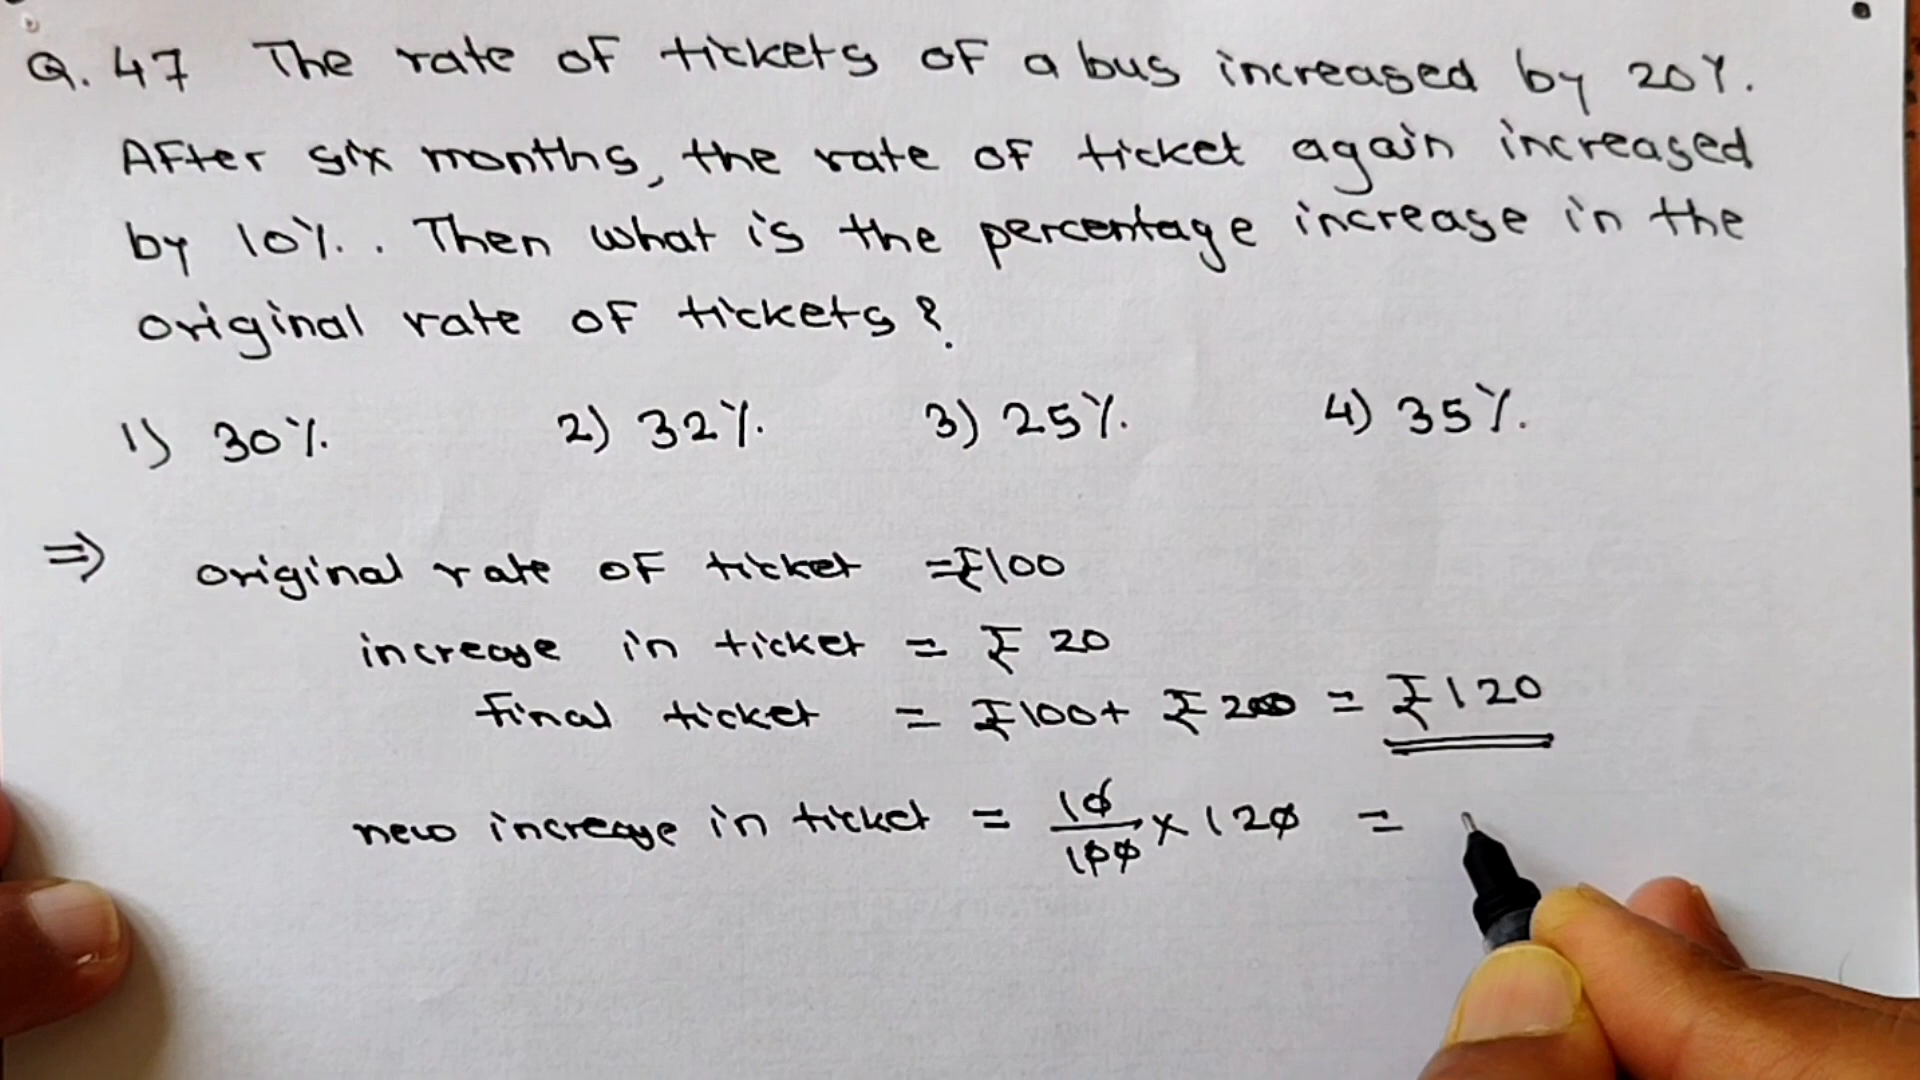 Q. 47 The rate of tickets of a bus increased by 20%.
After six months, the rate of ticket again increased
by 10%. . Then what is the percentage increase in the
original rate of tickets?
1) 30% 2) 32% 3) 25% 4) 35%.
⇒ original rate of ticket = ₹100
increase in ticket = ₹ 20
final ticket = ₹100 + ₹ 20 = ₹120
new increase in ticket = 10/100 × 120 =